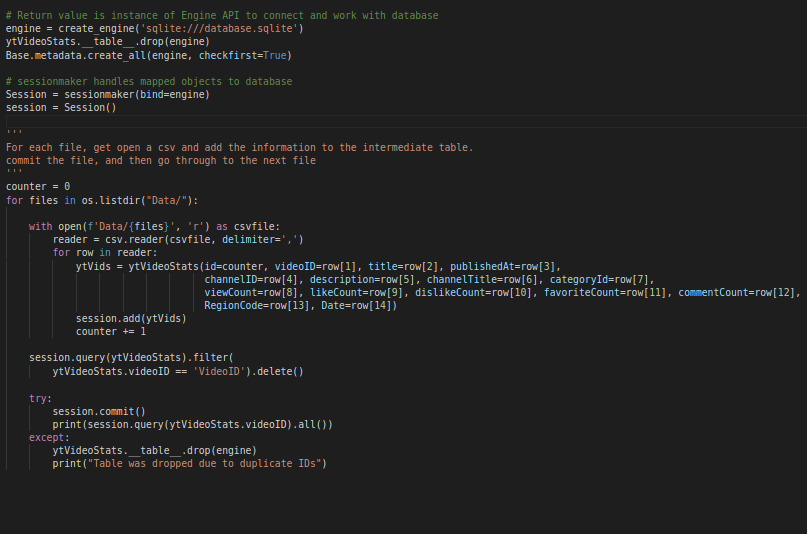 # Return value is instance of Engine API to connect and work with database
engine = create_engine('sqlite:///database.sqlite')
ytVideoStats.__table__.drop(engine)
Base.metadata.create_all(engine, checkfirst=True)
# sessionmaker handles mapped objects to database
Session = sessionmaker(bind=engine)
session = Session()
'''
For each file, get open a csv and add the information to the intermediate table.
commit the file, and then go through to the next file
'''
counter = 0
for files in os.listdir("Data/"):
with open(f'Data/{files}', 'r') as csvfile:
reader = csv.reader(csvfile, delimiter=',')
for row in reader:
ytVids = ytVideoStats(id=counter, videoID=row[1], title=row[2], publishedAt=row[3],
channelID=row[4], description=row[5], channelTitle=row[6], categoryId=row[7],
viewCount=row[8], likeCount=row[9], dislikeCount=row[10], favoriteCount=row[11], commentCount=row[12],
RegionCode=row[13], Date=row[14])
session.add(ytVids)
counter += 1
session.query(ytVideoStats).filter(
ytVideoStats.videoID == 'VideoID').delete()
try:
session.commit()
print(session.query(ytVideoStats.videoID).all())
except:
ytVideoStats.__table__.drop(engine)
print("Table was dropped due to duplicate IDs")